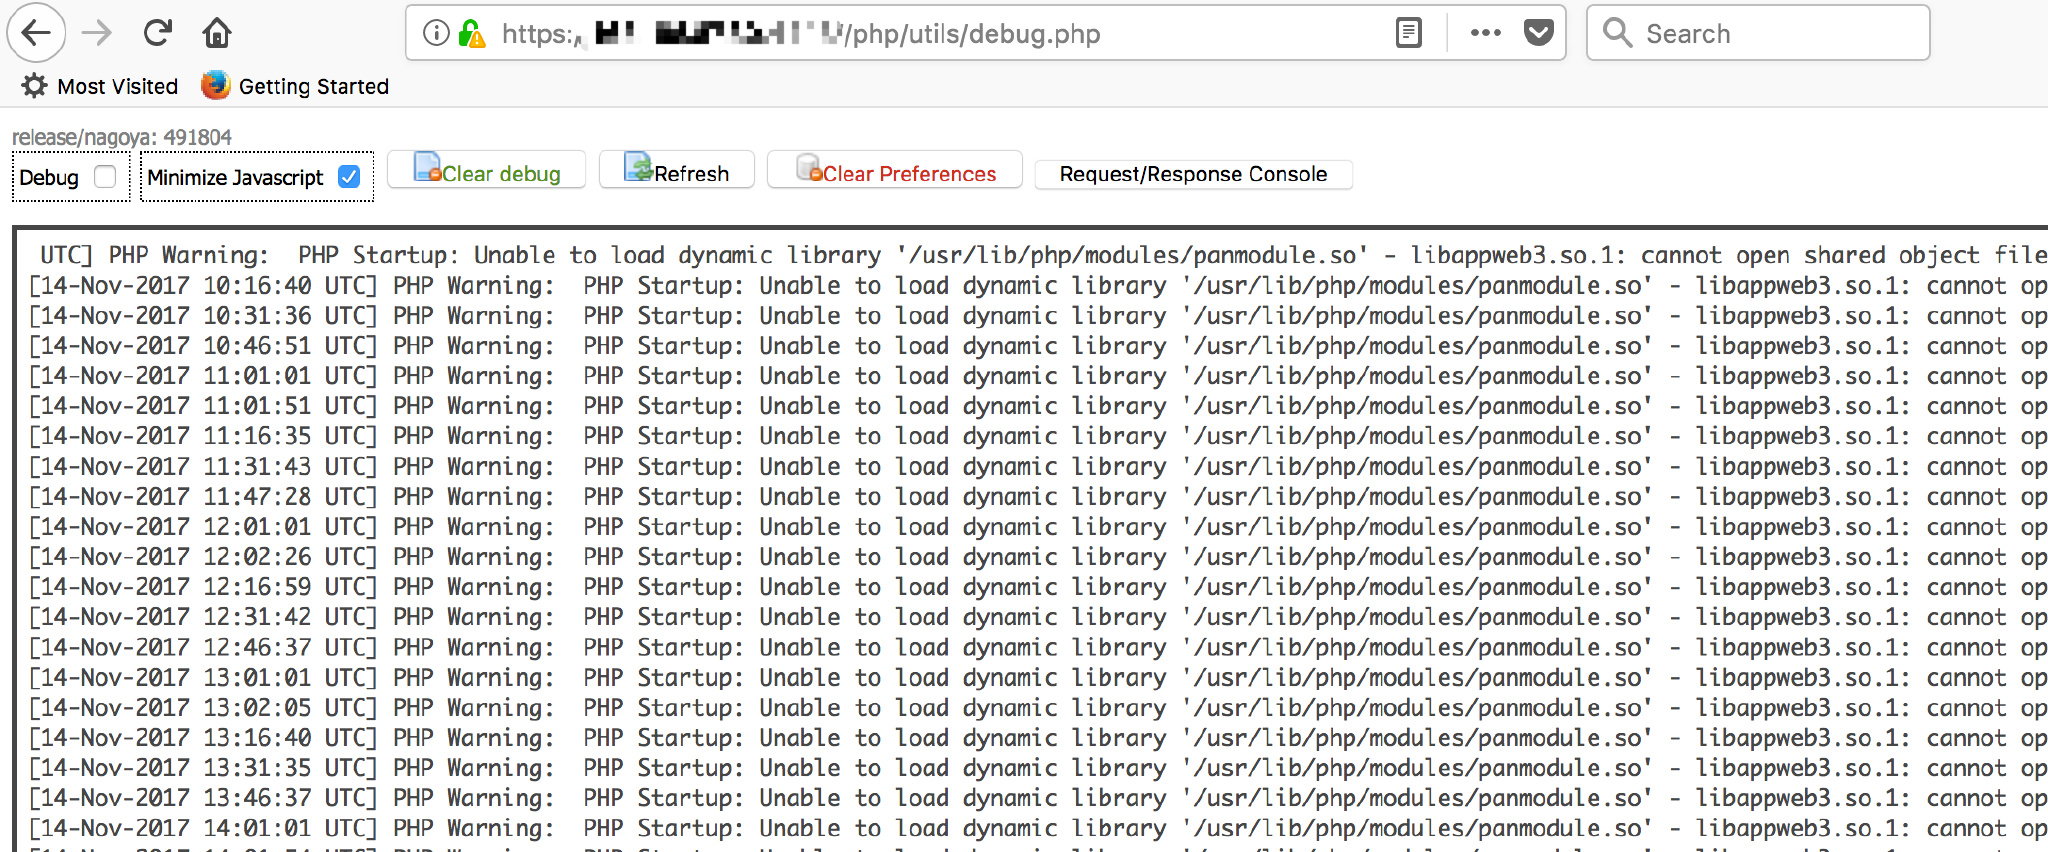 https: /php/utils/debug.php
Search
Most Visited Getting Started
release/nagoya: 491804
Debug Minimize Javascript Clear debug Refresh Clear Preferences Request/Response Console
UTC] PHP Warning:  PHP Startup: Unable to load dynamic library '/usr/lib/php/modules/panmodule.so' - libappweb3.so.1: cannot open shared object file
[14-Nov-2017 10:16:40 UTC] PHP Warning:  PHP Startup: Unable to load dynamic library '/usr/lib/php/modules/panmodule.so' - libappweb3.so.1: cannot op
[14-Nov-2017 10:31:36 UTC] PHP Warning:  PHP Startup: Unable to load dynamic library '/usr/lib/php/modules/panmodule.so' - libappweb3.so.1: cannot op
[14-Nov-2017 10:46:51 UTC] PHP Warning:  PHP Startup: Unable to load dynamic library '/usr/lib/php/modules/panmodule.so' - libappweb3.so.1: cannot op
[14-Nov-2017 11:01:01 UTC] PHP Warning:  PHP Startup: Unable to load dynamic library '/usr/lib/php/modules/panmodule.so' - libappweb3.so.1: cannot op
[14-Nov-2017 11:01:51 UTC] PHP Warning:  PHP Startup: Unable to load dynamic library '/usr/lib/php/modules/panmodule.so' - libappweb3.so.1: cannot op
[14-Nov-2017 11:16:35 UTC] PHP Warning:  PHP Startup: Unable to load dynamic library '/usr/lib/php/modules/panmodule.so' - libappweb3.so.1: cannot op
[14-Nov-2017 11:31:43 UTC] PHP Warning:  PHP Startup: Unable to load dynamic library '/usr/lib/php/modules/panmodule.so' - libappweb3.so.1: cannot op
[14-Nov-2017 11:47:28 UTC] PHP Warning:  PHP Startup: Unable to load dynamic library '/usr/lib/php/modules/panmodule.so' - libappweb3.so.1: cannot op
[14-Nov-2017 12:01:01 UTC] PHP Warning:  PHP Startup: Unable to load dynamic library '/usr/lib/php/modules/panmodule.so' - libappweb3.so.1: cannot op
[14-Nov-2017 12:02:26 UTC] PHP Warning:  PHP Startup: Unable to load dynamic library '/usr/lib/php/modules/panmodule.so' - libappweb3.so.1: cannot op
[14-Nov-2017 12:16:59 UTC] PHP Warning:  PHP Startup: Unable to load dynamic library '/usr/lib/php/modules/panmodule.so' - libappweb3.so.1: cannot op
[14-Nov-2017 12:31:42 UTC] PHP Warning:  PHP Startup: Unable to load dynamic library '/usr/lib/php/modules/panmodule.so' - libappweb3.so.1: cannot op
[14-Nov-2017 12:46:37 UTC] PHP Warning:  PHP Startup: Unable to load dynamic library '/usr/lib/php/modules/panmodule.so' - libappweb3.so.1: cannot op
[14-Nov-2017 13:01:01 UTC] PHP Warning:  PHP Startup: Unable to load dynamic library '/usr/lib/php/modules/panmodule.so' - libappweb3.so.1: cannot op
[14-Nov-2017 13:02:05 UTC] PHP Warning:  PHP Startup: Unable to load dynamic library '/usr/lib/php/modules/panmodule.so' - libappweb3.so.1: cannot op
[14-Nov-2017 13:16:40 UTC] PHP Warning:  PHP Startup: Unable to load dynamic library '/usr/lib/php/modules/panmodule.so' - libappweb3.so.1: cannot op
[14-Nov-2017 13:31:35 UTC] PHP Warning:  PHP Startup: Unable to load dynamic library '/usr/lib/php/modules/panmodule.so' - libappweb3.so.1: cannot op
[14-Nov-2017 13:46:37 UTC] PHP Warning:  PHP Startup: Unable to load dynamic library '/usr/lib/php/modules/panmodule.so' - libappweb3.so.1: cannot op
[14-Nov-2017 14:01:01 UTC] PHP Warning:  PHP Startup: Unable to load dynamic library '/usr/lib/php/modules/panmodule.so' - libappweb3.so.1: cannot op